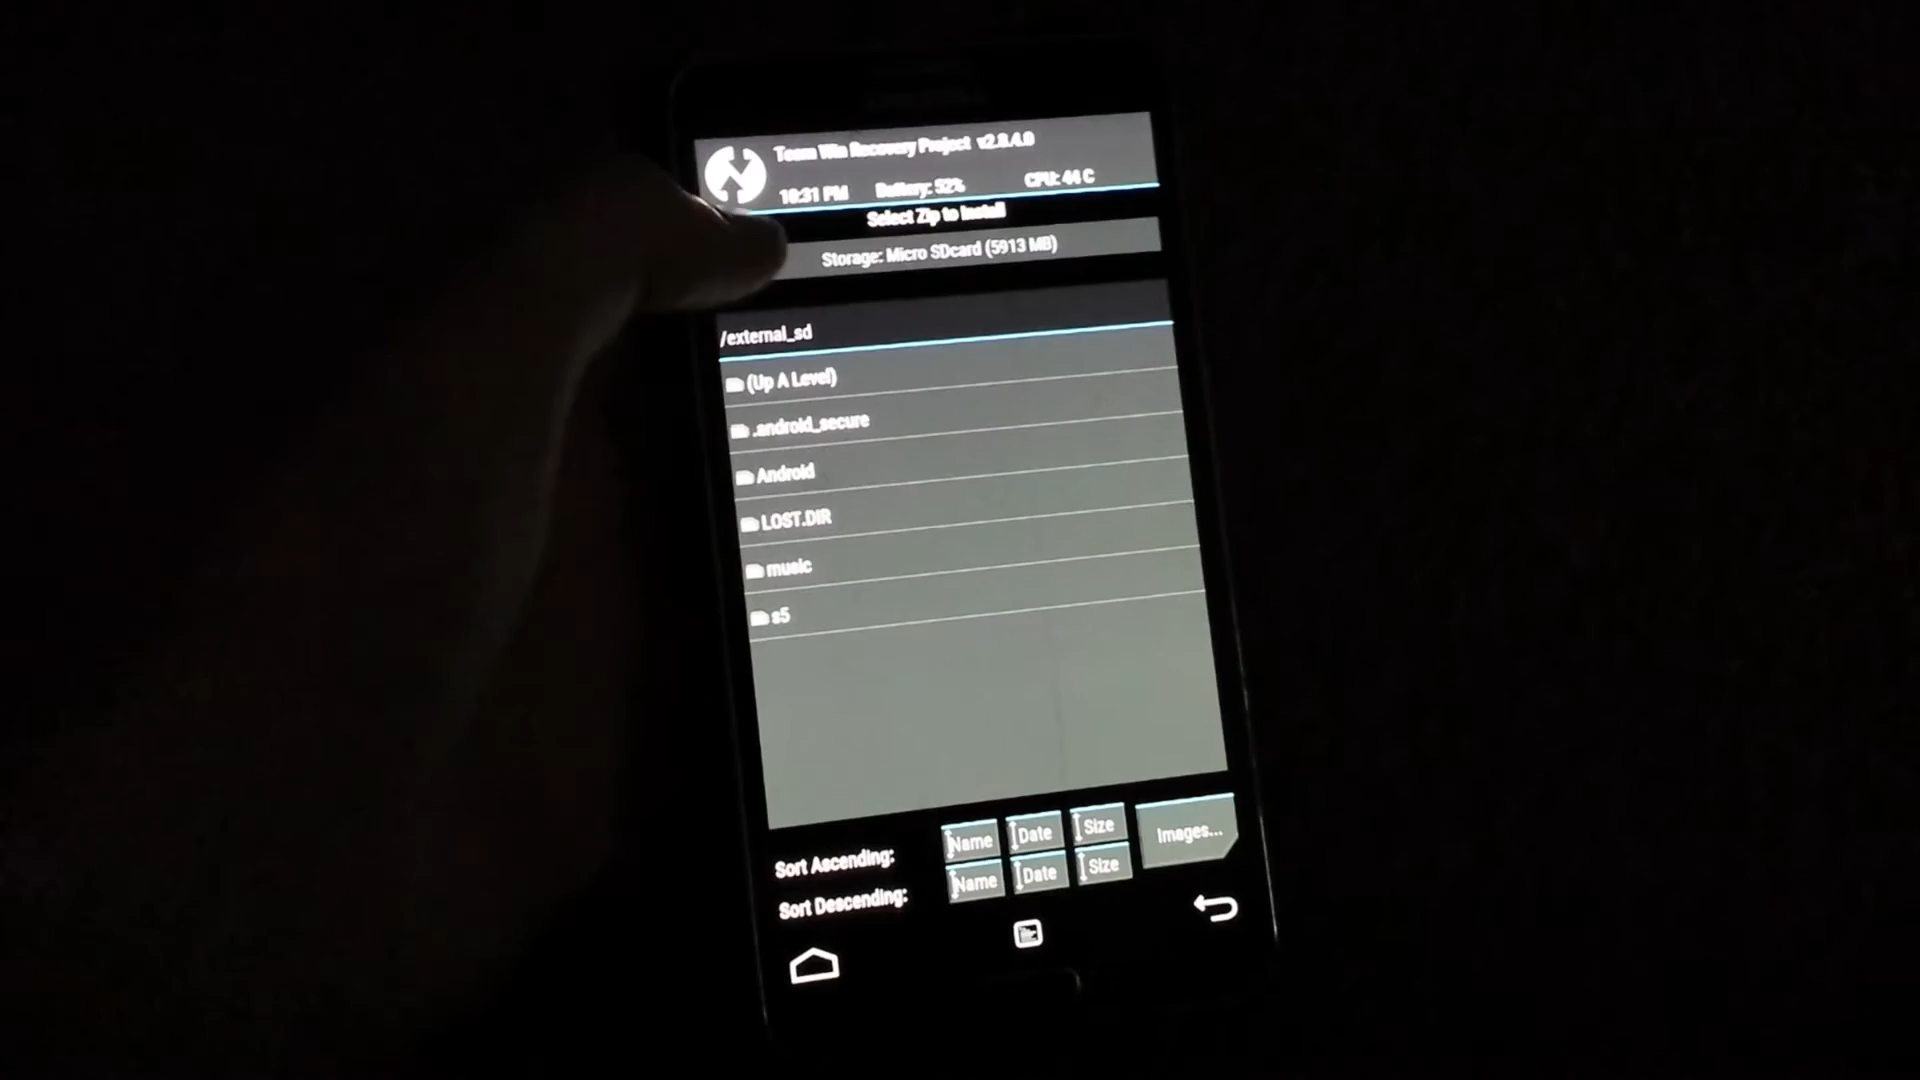 Team Win Recovery Project v2.8.4.0
10:31 PM Battery: 52% CPU: 44 C
Select Zip to Install
Storage: Micro SDcard (5913 MB)
/external_sd
(Up A Level)
.android_secure
Android
LOST.DIR
music
s5
Sort Ascending: Name Date Size Images...
Sort Descending: Name Date Size